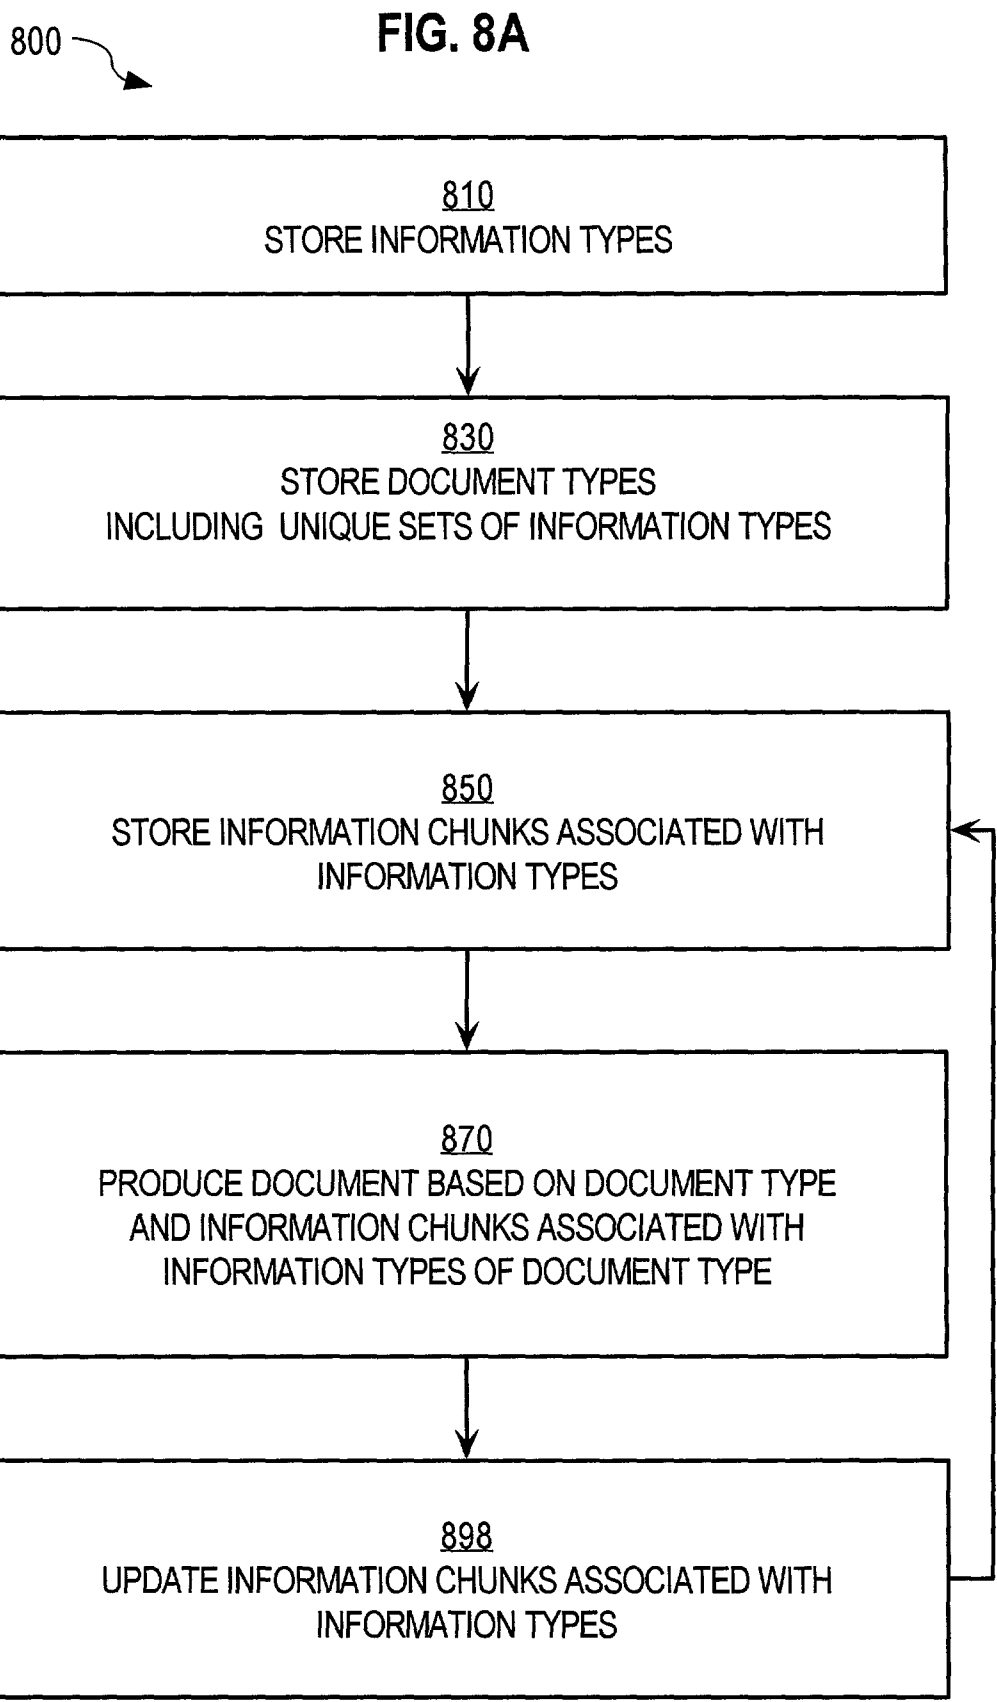 FIG. 8A
800
810
STORE INFORMATION TYPES
830
STORE DOCUMENT TYPES
INCLUDING UNIQUE SETS OF INFORMATION TYPES
850
STORE INFORMATION CHUNKS ASSOCIATED WITH
INFORMATION TYPES
870
PRODUCE DOCUMENT BASED ON DOCUMENT TYPE
AND INFORMATION CHUNKS ASSOCIATED WITH
INFORMATION TYPES OF DOCUMENT TYPE
898
UPDATE INFORMATION CHUNKS ASSOCIATED WITH
INFORMATION TYPES